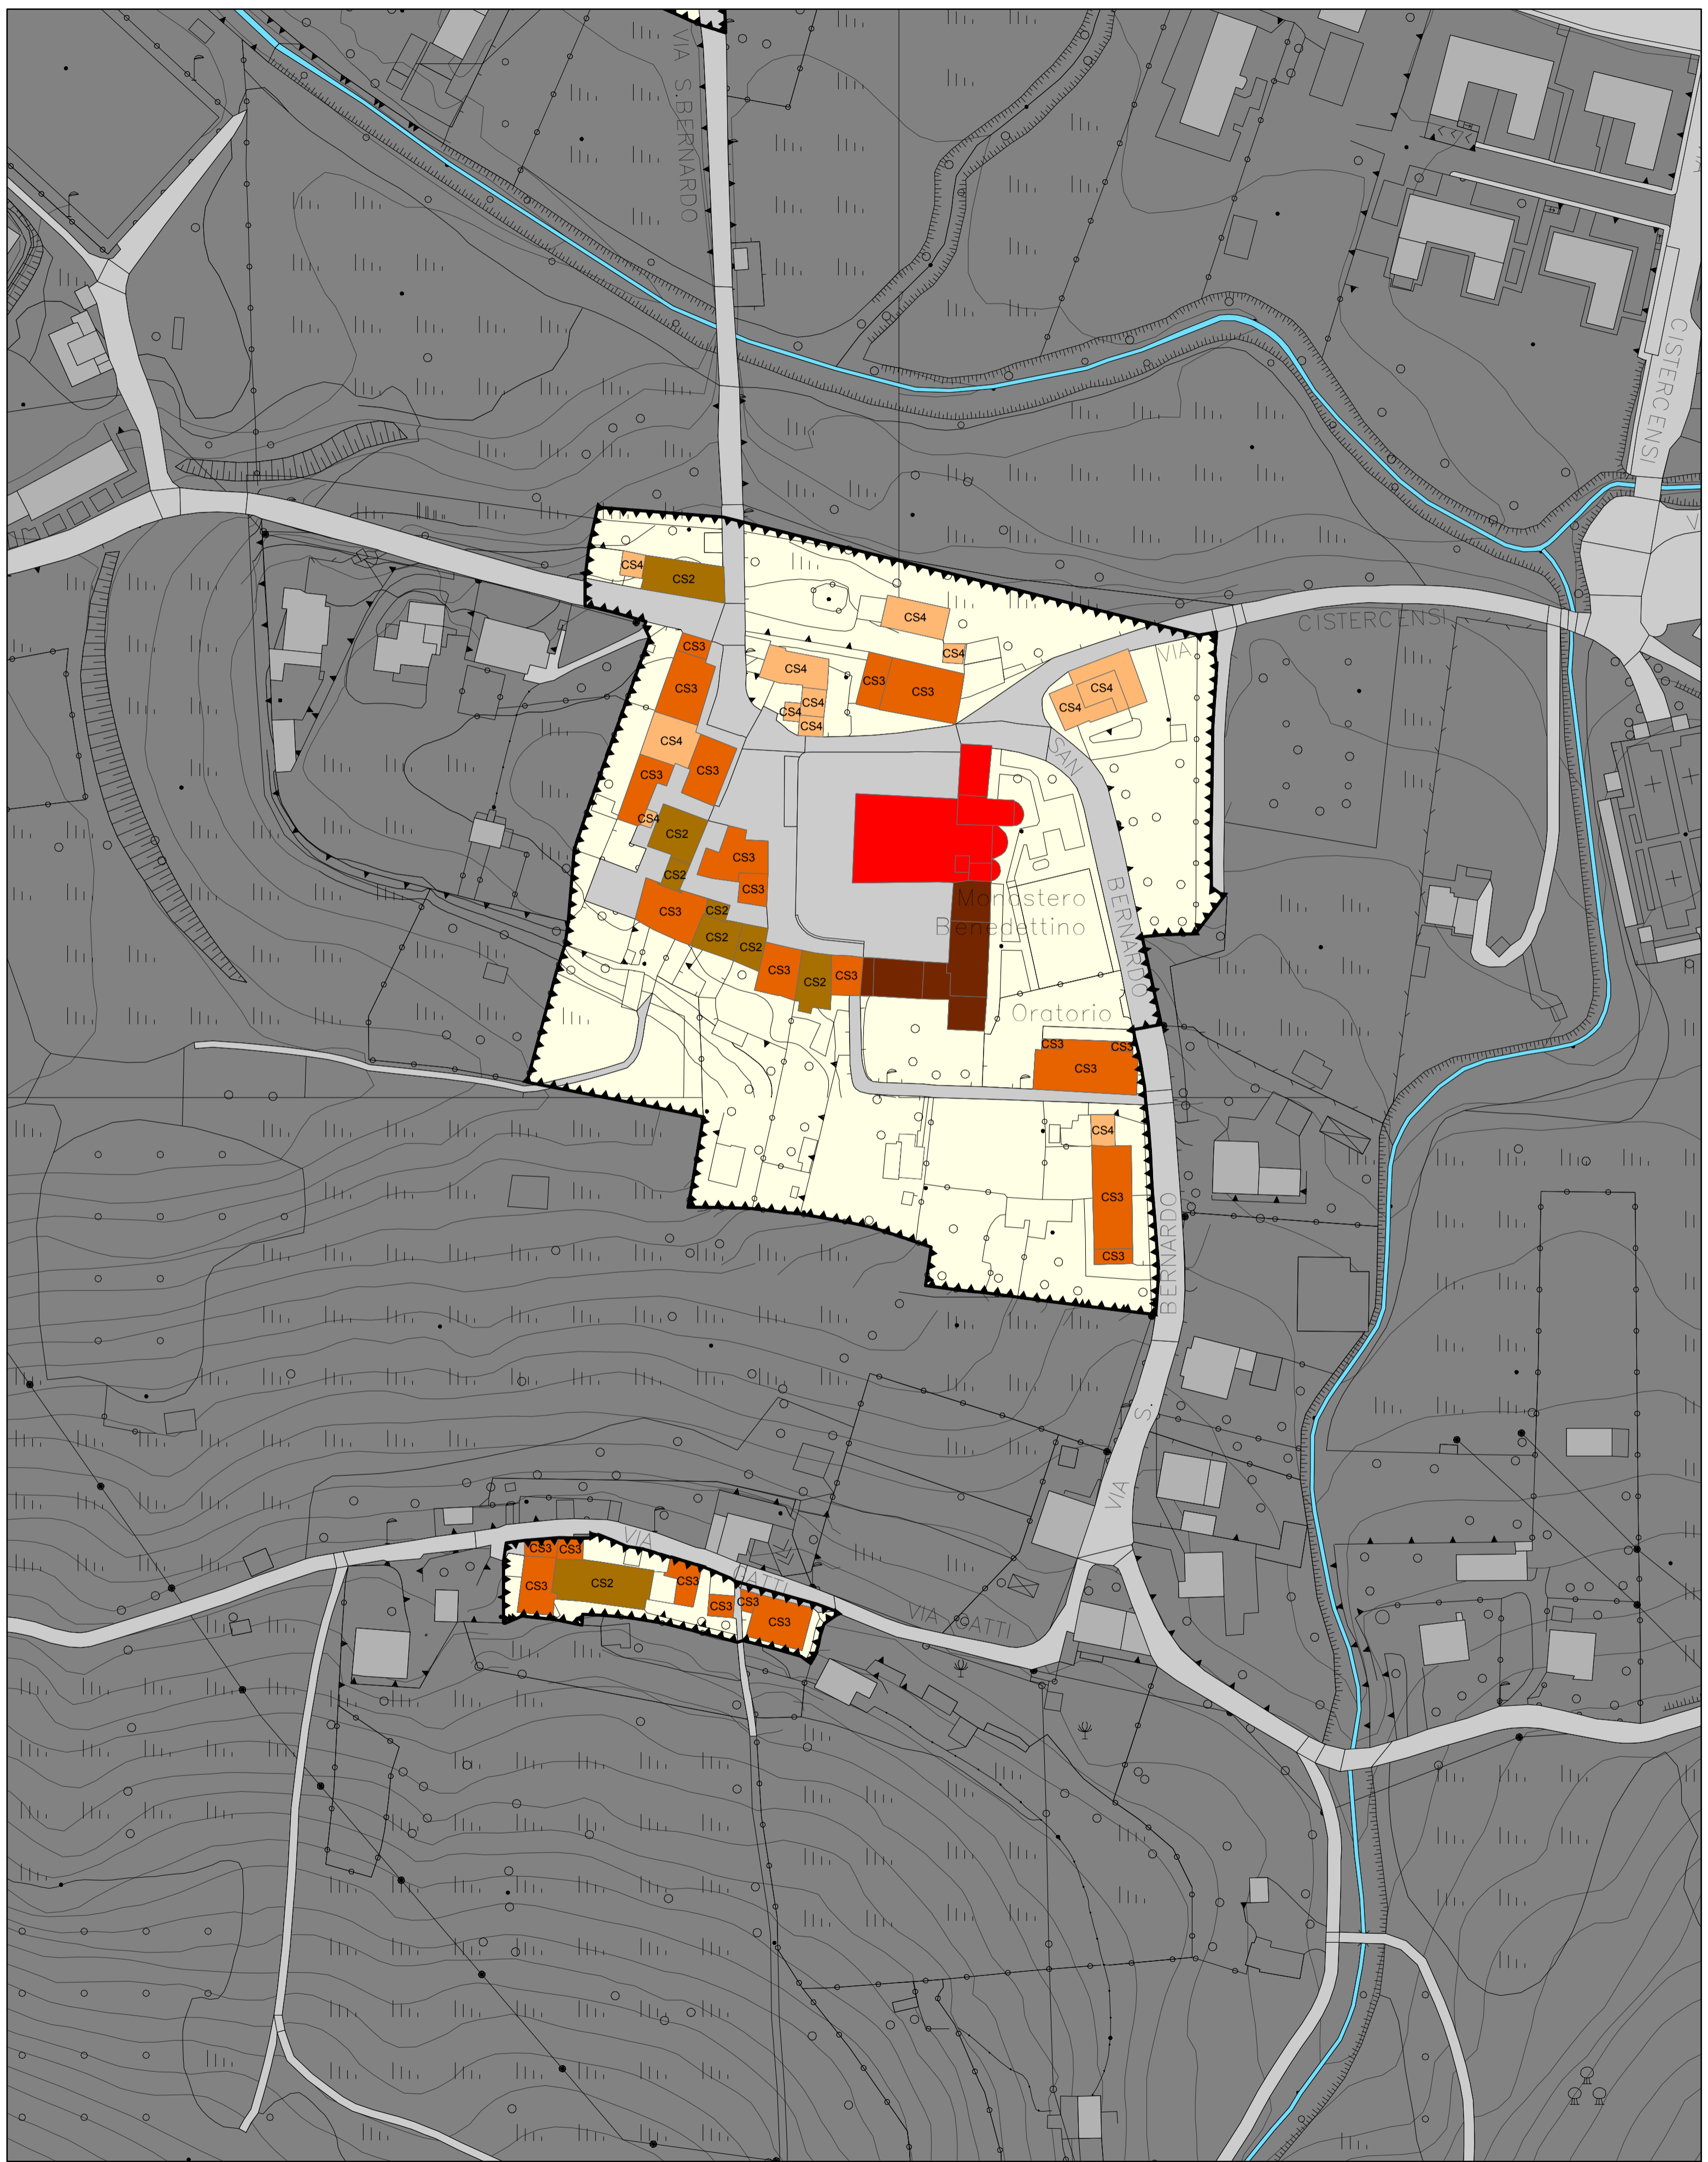 VIA S.BERNARDO
CISTERCENSI
CS4
CS2
CISTERCENSI
CS4
CS3
CS4
VIA
CS4
CS3
CS3
CS3
CS4
CS4
CS4
CS4
CS4
CS4
CS3
SAN
CS3
CS4
CS2
CS3
CS2
CS3
BERNARDO
Monastero
Benedettino
CS3
CS2
CS2
CS2
CS3
CS2
CS3
Oratorio
CS3
CS3
CS3
CS4
CS3
CS3
BERNARDO
S.
VIA
VIA
CS3
CS3
CS3
CS2
CS3
GATTI
CS3
CS3
CS3
VIA GATTI